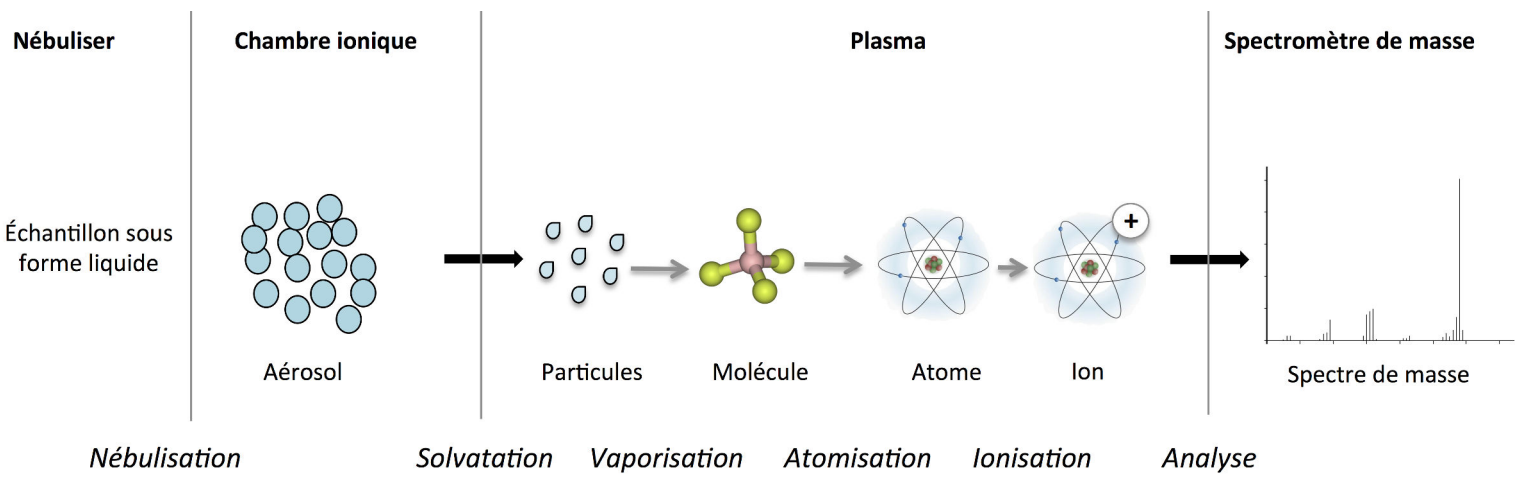 Nébuliser
Chambre ionique
Plasma
Spectromètre de masse
Échantillon sous
forme liquide
+
Aérosol
Particules
Molécule
Atome
Ion
Spectre de masse
Nébulisation
Solvatation
Vaporisation
Atomisation
Ionisation
Analyse